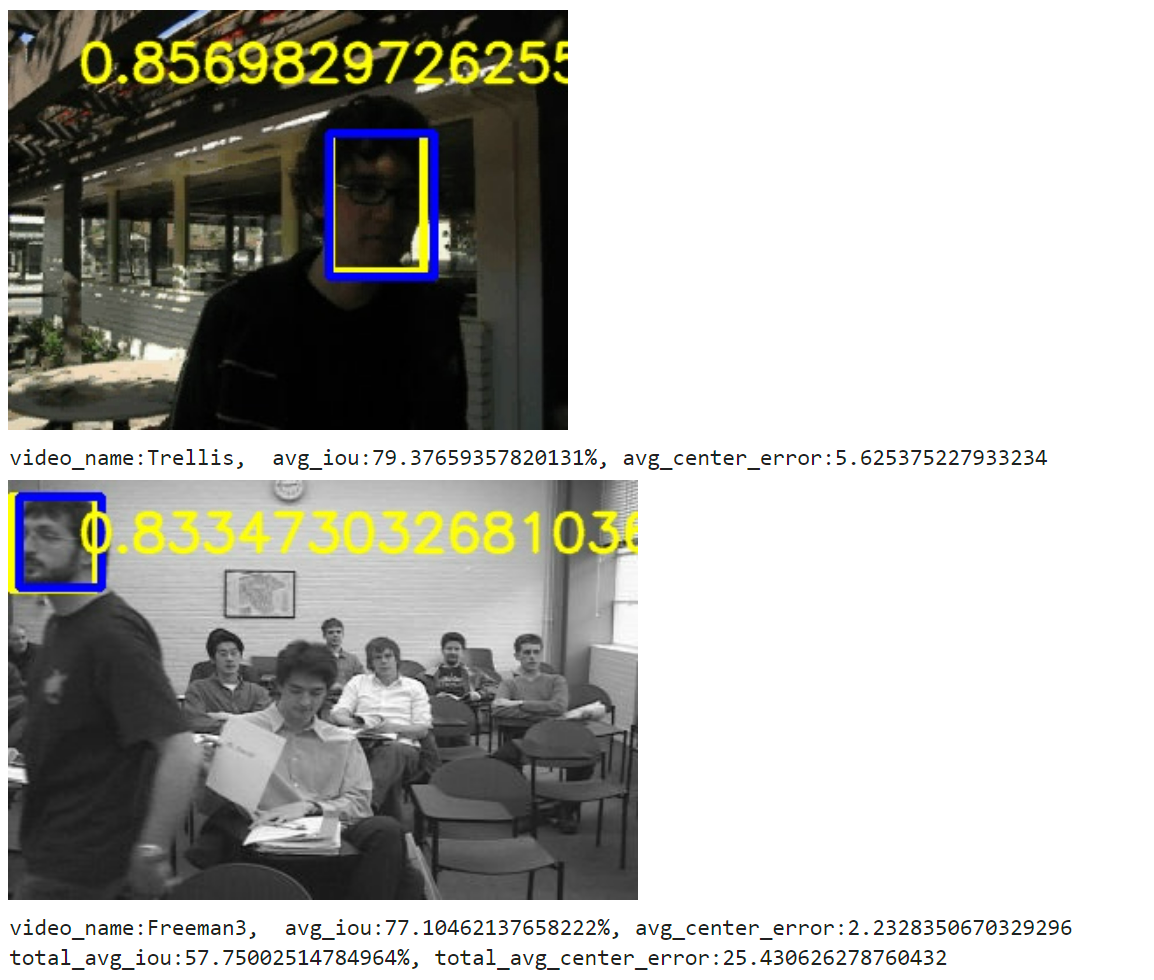 0.8569829726255
video_name:Trellis,  avg_iou:79.37659357820131%, avg_center_error:5.625375227933234
0.833473032681036
video_name:Freeman3,  avg_iou:77.10462137658222%, avg_center_error:2.2328350670329296
total_avg_iou:57.75002514784964%, total_avg_center_error:25.430626278760432